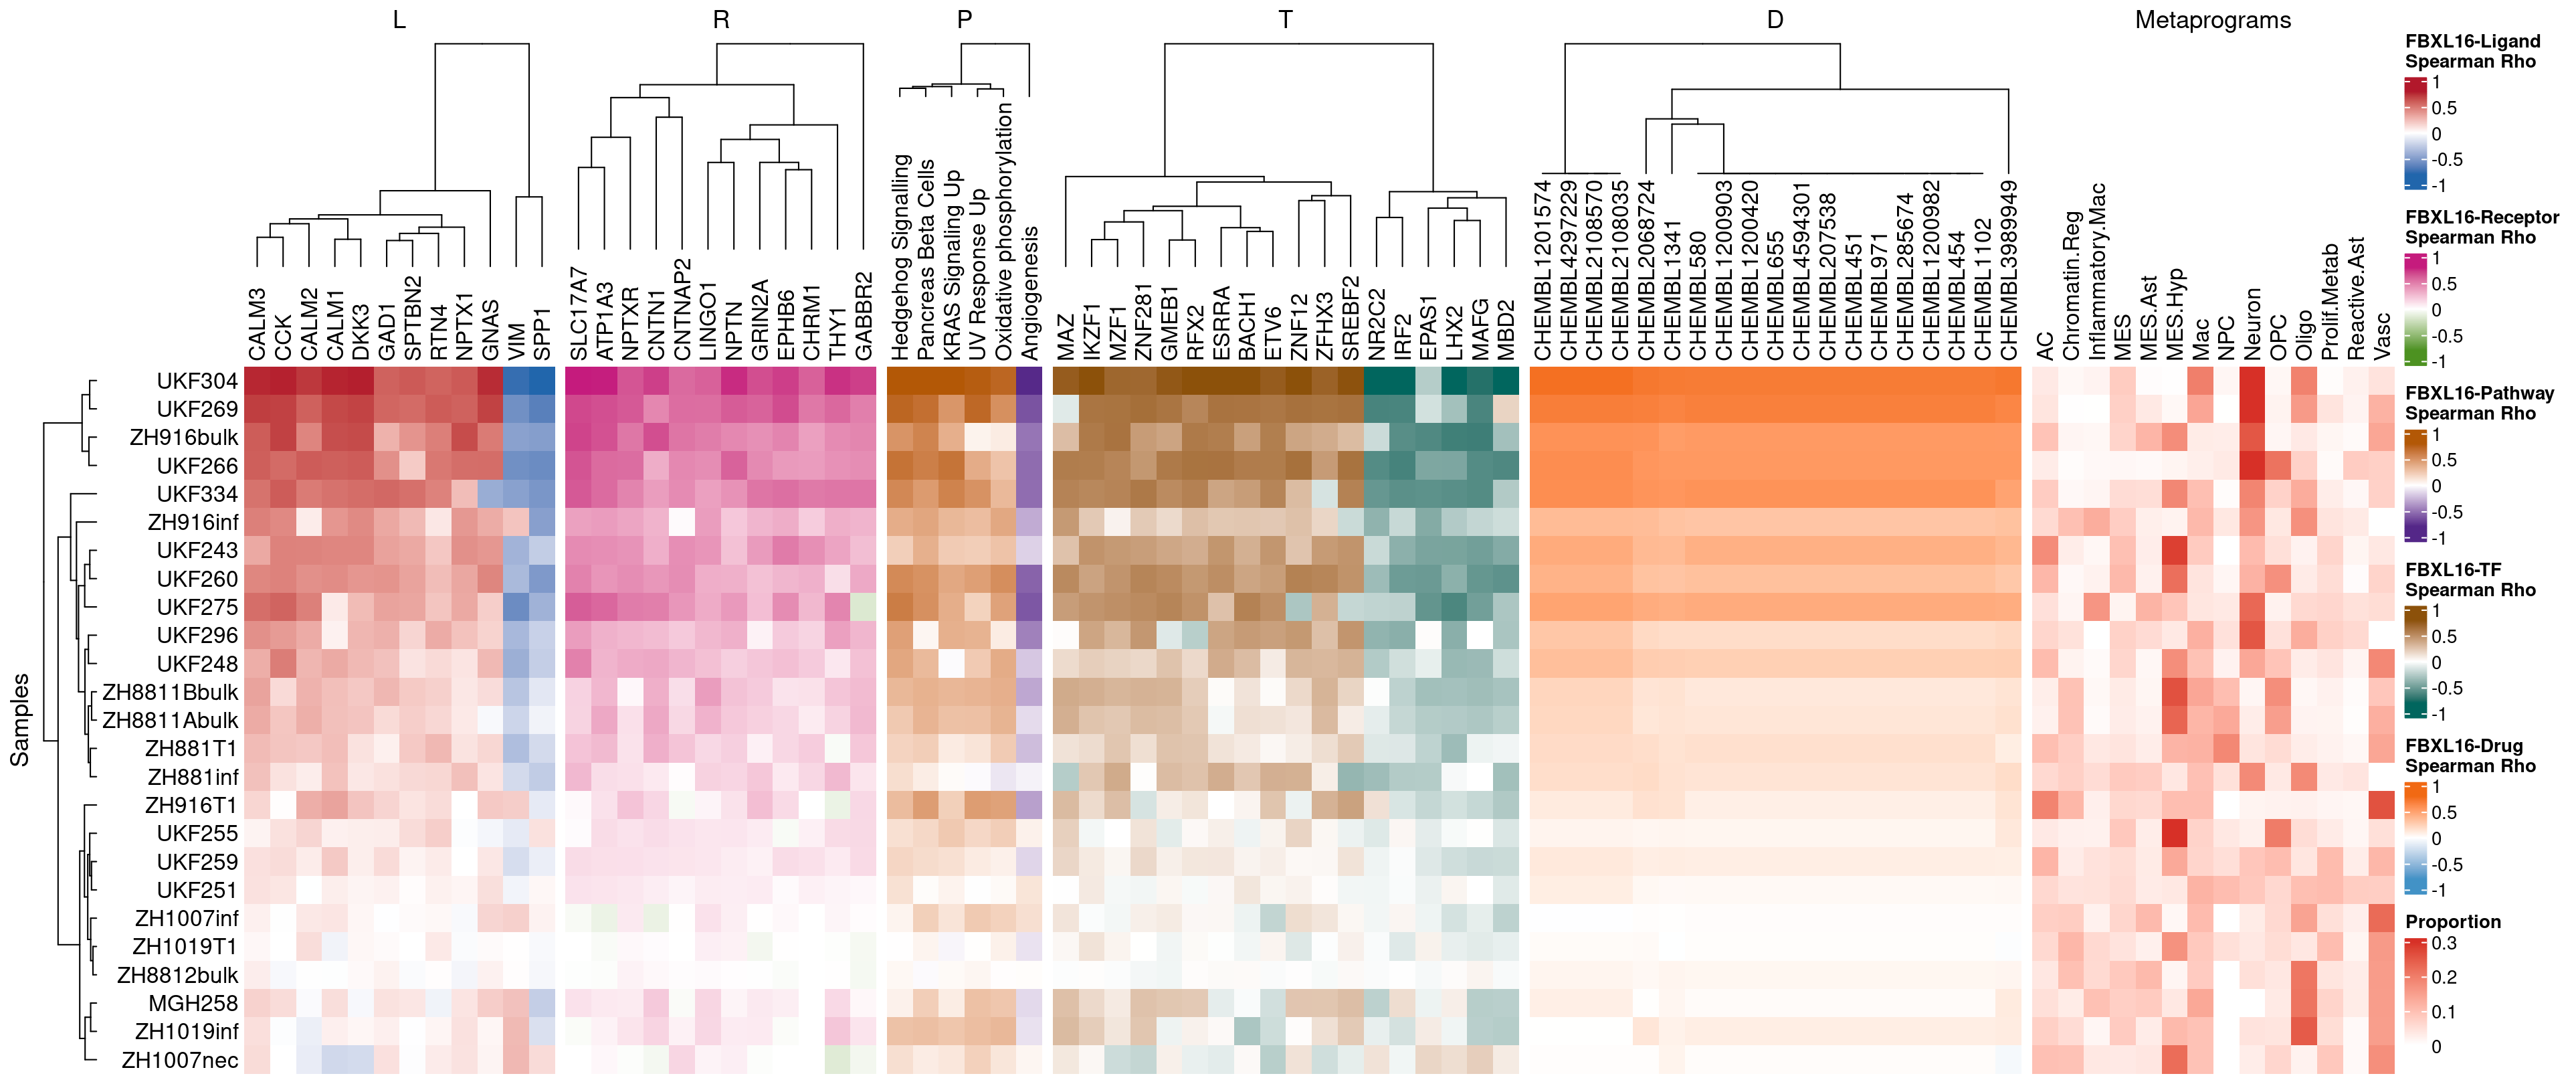 L
R
P
T
D
Metaprograms
CALM3
CCK
CALM2
CALM1
DKK3
GAD1
SPTBN2
RTN4
NPTX1
GNAS
VIM
SPP1
SLC17A7
ATP1A3
NPTXR
CNTN1
CNTNAP2
LINGO1
NPTN
GRIN2A
EPHB6
CHRM1
THY1
GABBR2
Hedgehog Signalling
Pancreas Beta Cells
KRAS Signaling Up
UV Response Up
Oxidative phosphorylation
Angiogenesis
MAZ
IKZF1
MZF1
ZNF281
GMEB1
RFX2
ESRRA
BACH1
ETV6
ZNF12
ZFHX3
SREBF2
NR2C2
IRF2
EPAS1
LHX2
MAFG
MBD2
CHEMBL1201574
CHEMBL4297229
CHEMBL2108570
CHEMBL2108035
CHEMBL2068724
CHEMBL1341
CHEMBL580
CHEMBL1200903
CHEMBL1200420
CHEMBL655
CHEMBL4594301
CHEMBL207538
CHEMBL451
CHEMBL971
CHEMBL285674
CHEMBL1200982
CHEMBL454
CHEMBL1102
CHEMBL3989949
AC
Chromatin.Reg
Inflammatory.Mac
MES
MES.Ast
MES.Hyp
Mac
NPC
Neuron
OPC
Oligo
Prolif.Metab
Reactive.Ast
Vasc
Samples
UKF304
UKF269
ZH916bulk
UKF266
UKF334
ZH916inf
UKF243
UKF260
UKF275
UKF296
UKF248
ZH8811Bbulk
ZH8811Abulk
ZH881T1
ZH881inf
ZH916T1
UKF255
UKF259
UKF251
ZH1007inf
ZH1019T1
ZH8812bulk
MGH258
ZH1019inf
ZH1007nec
FBXL16-Ligand
Spearman Rho
1
0.5
0
-0.5
-1
FBXL16-Receptor
Spearman Rho
1
0.5
0
-0.5
-1
FBXL16-Pathway
Spearman Rho
1
0.5
0
-0.5
-1
FBXL16-TF
Spearman Rho
1
0.5
0
-0.5
-1
FBXL16-Drug
Spearman Rho
1
0.5
0
-0.5
-1
Proportion
0.3
0.2
0.1
0